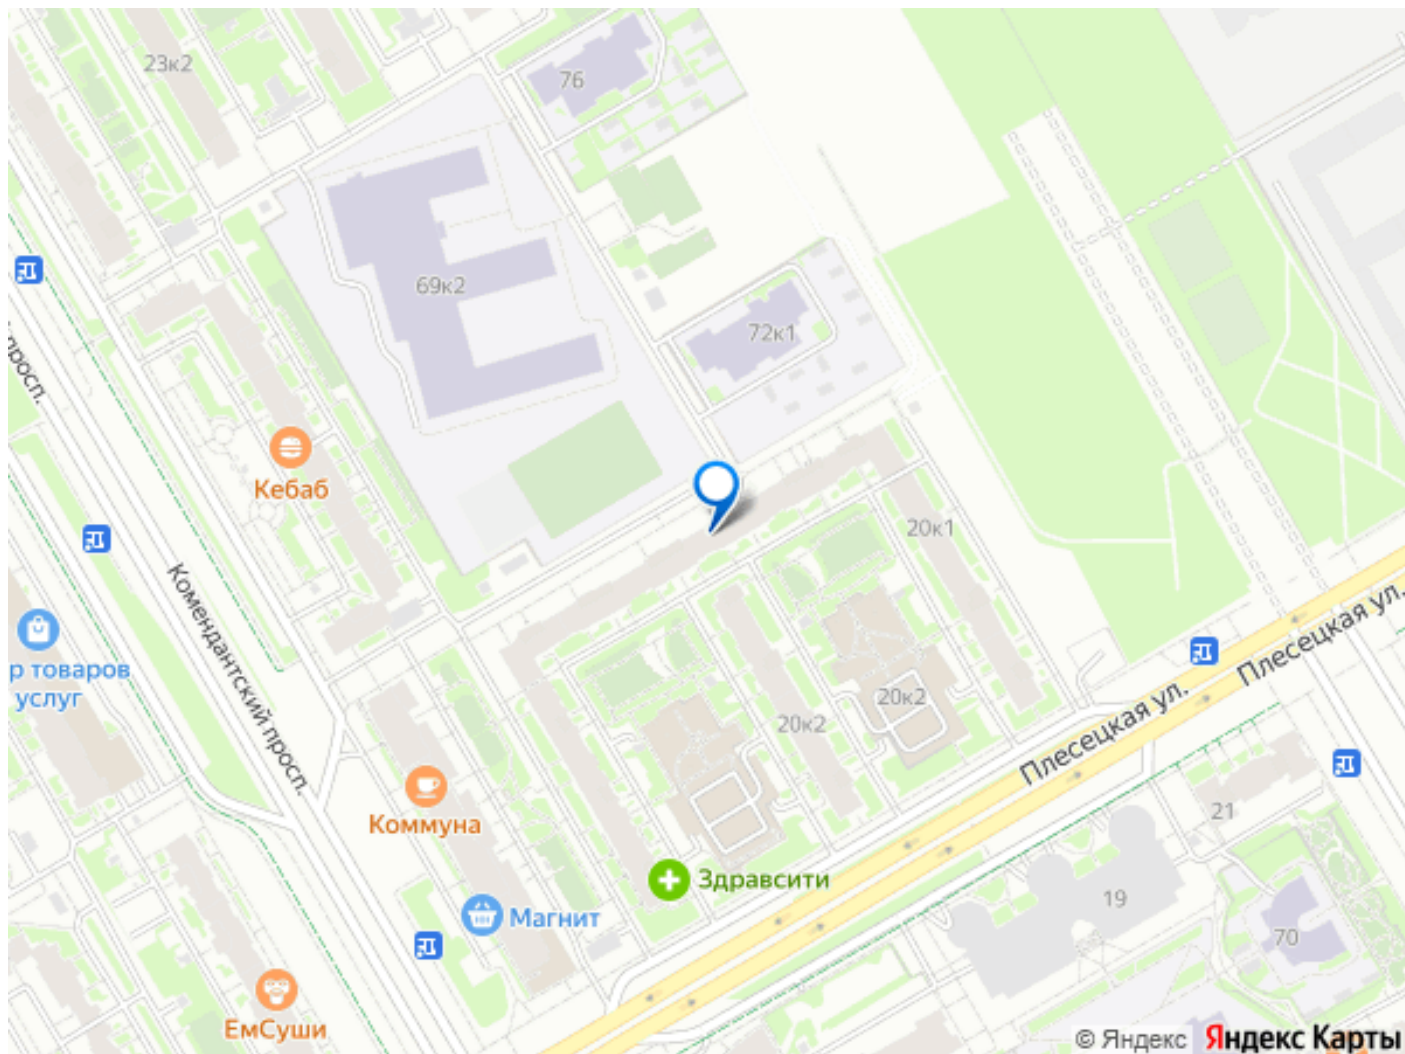 23к2
76
69к2
72к1
просп.
Кебаб
20к1
Комендантский просп.
р товаров
услуг
20к2
20к2
Плесецкая ул.
Плесецкая ул.
Коммуна
21
Здравсити
19
Магнит
70
ЕмСуши
© Яндекс Яндекс Карты